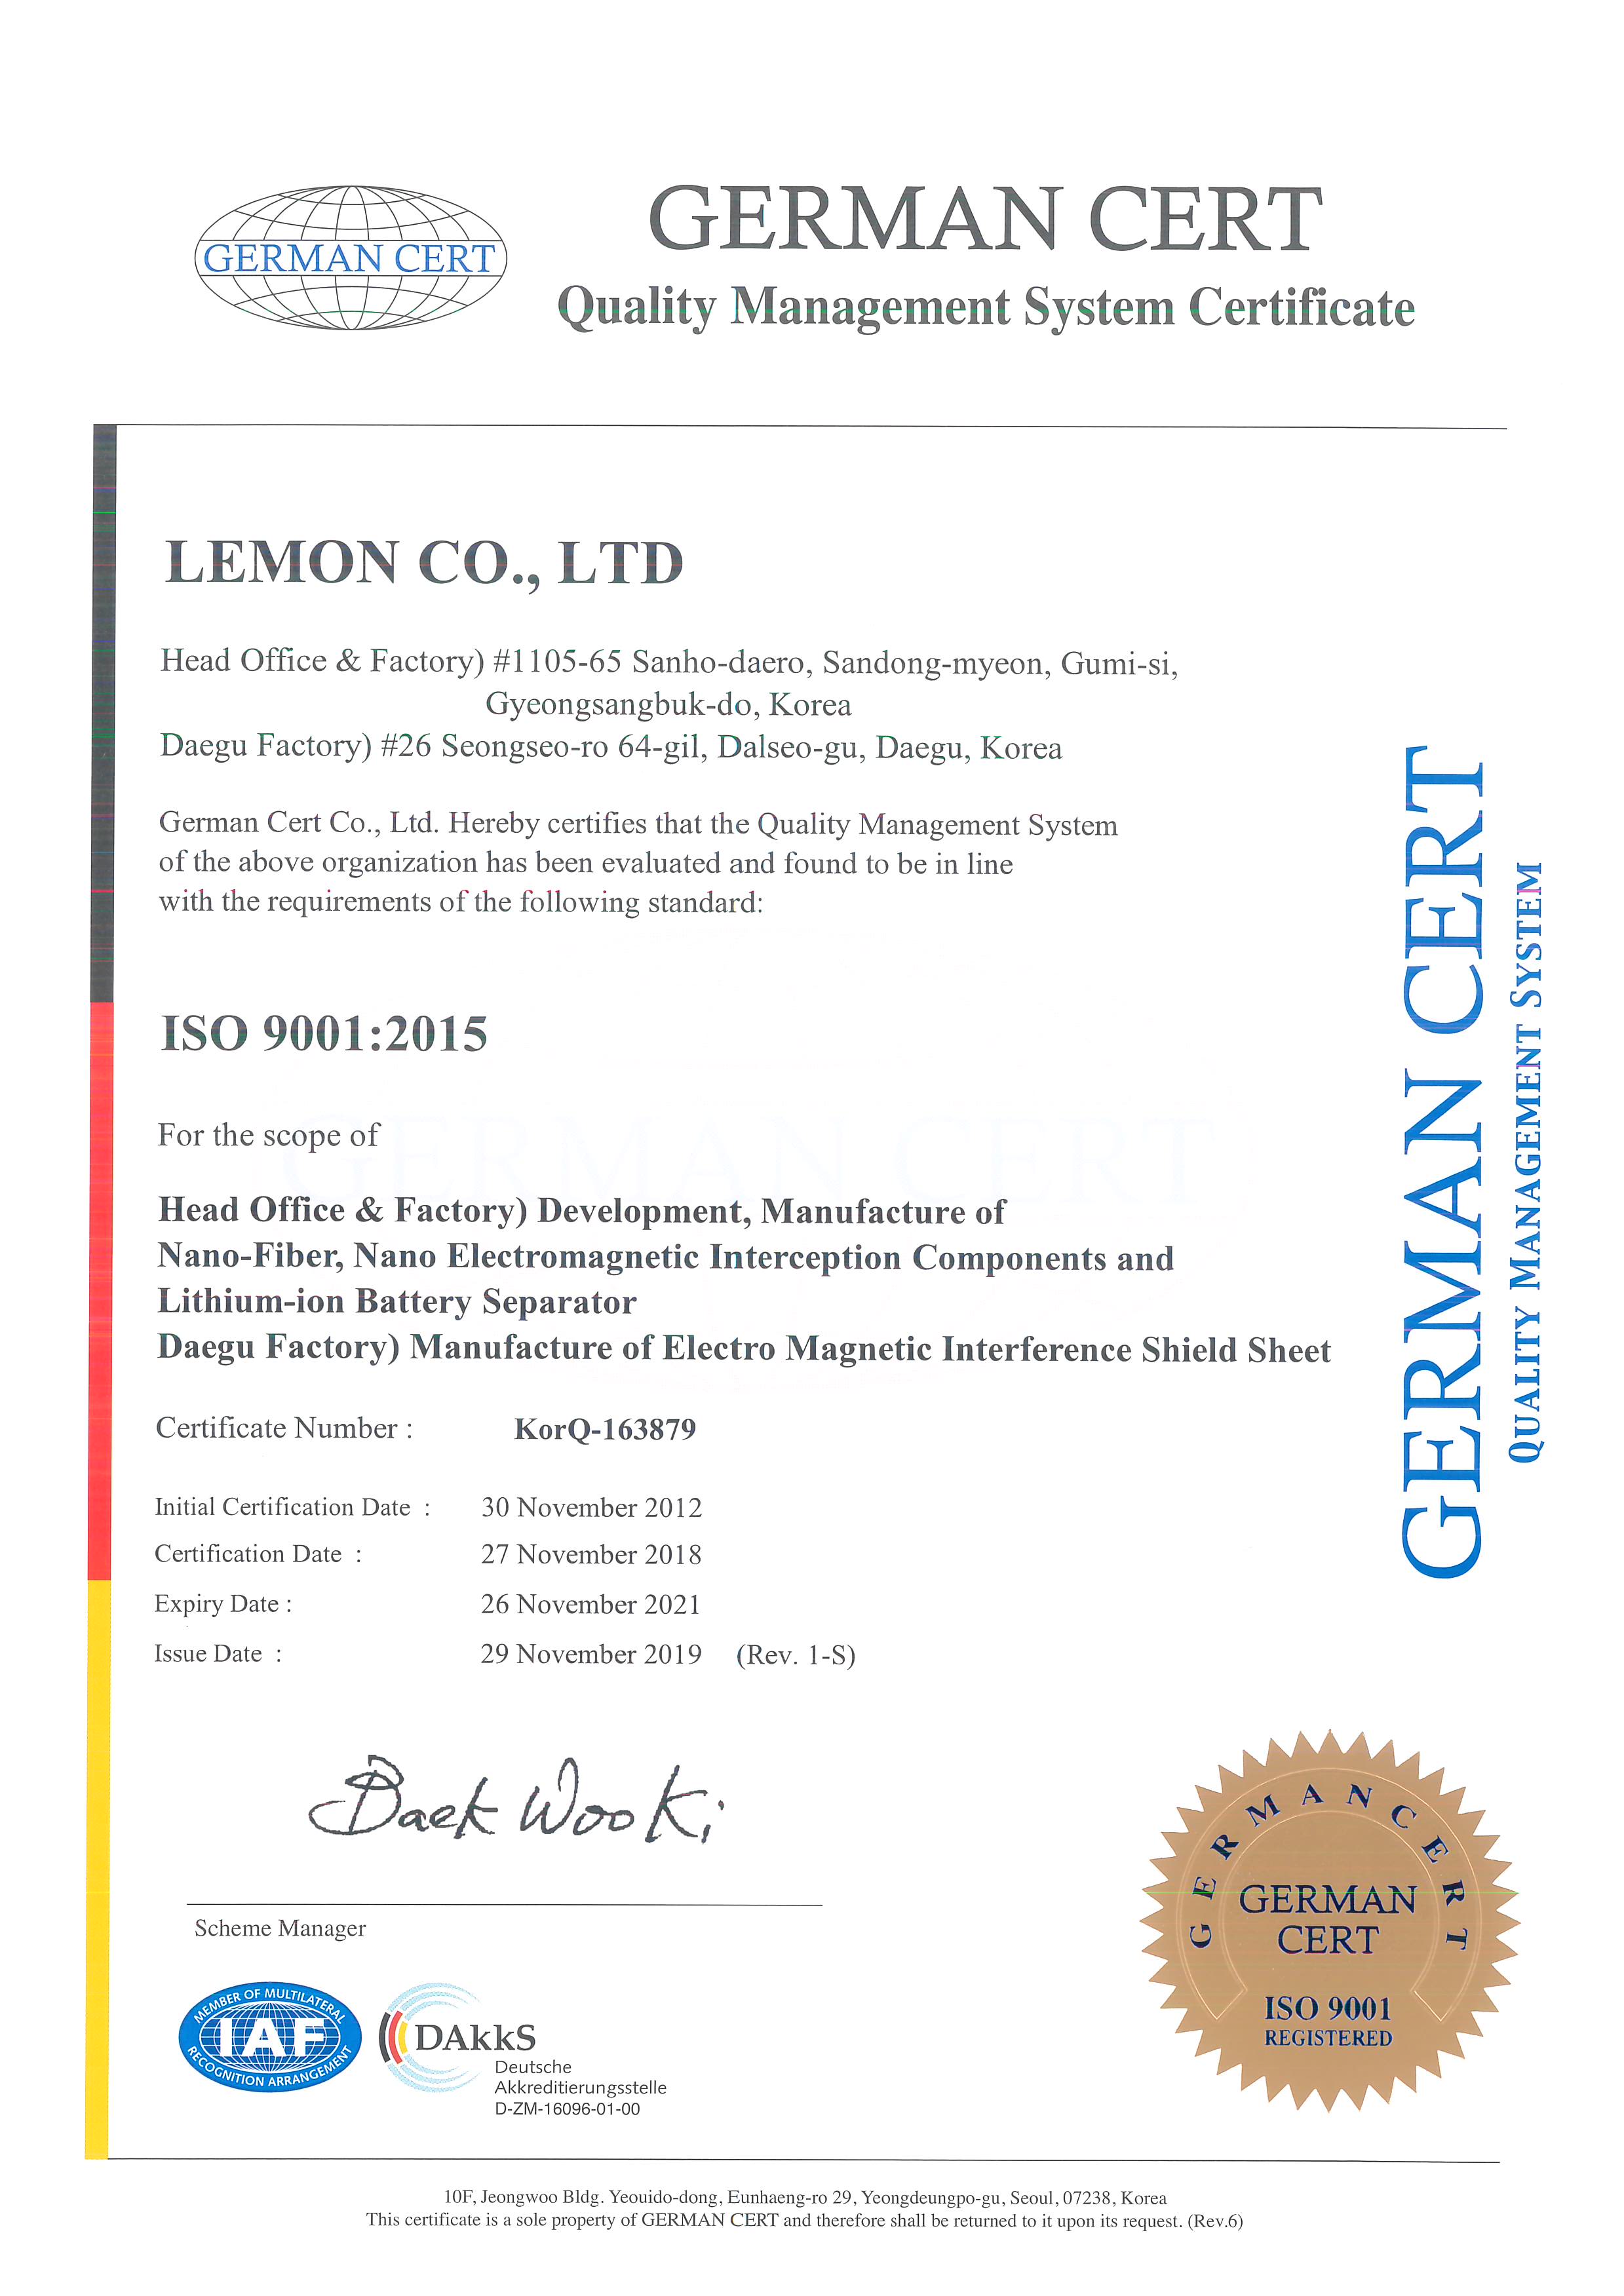 GERMAN CERT
GERMAN CERT
Quality Management System Certificate
LEMON CO., LTD
Head Office & Factory) #1105-65 Sanho-daero, Sandong-myeon, Gumi-si,
Gyeongsangbuk-do, Korea
Daegu Factory) #26 Seongseo-ro 64-gil, Dalseo-gu, Daegu, Korea
German Cert Co., Ltd. Hereby certifies that the Quality Management System
of the above organization has been evaluated and found to be in line
with the requirements of the following standard:
ISO 9001:2015
For the scope of
GERMAN CERT
Head Office & Factory) Development, Manufacture of
Nano-Fiber, Nano Electromagnetic Interception Components and
Lithium-ion Battery Separator
Daegu Factory) Manufacture of Electro Magnetic Interference Shield Sheet
Certificate Number : KorQ-163879
Initial Certification Date : 30 November 2012
Certification Date : 27 November 2018
Expiry Date : 26 November 2021
Issue Date : 29 November 2019 (Rev. 1-S)
GERMAN CERT
QUALITY MANAGEMENT SYSTEM
Baek Woo Ki
Scheme Manager
MEMBER OF MULTILATERAL
IAF
RECOGNITION ARRANGEMENT
DAkkS
Deutsche
Akkreditierungsstelle
D-ZM-16096-01-00
GERMAN CERT
GERMAN
CERT
ISO 9001
REGISTERED
10F, Jeongwoo Bldg. Yeouido-dong, Eunhaeng-ro 29, Yeongdeungpo-gu, Seoul, 07238, Korea
This certificate is a sole property of GERMAN CERT and therefore shall be returned to it upon its request. (Rev.6)